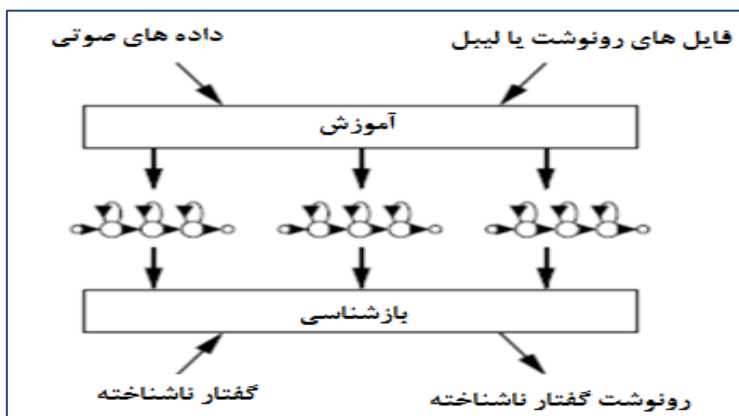 فایل های رونوشت یا لیبل
داده های صوتی
آموزش
بازشناسی
گفتار ناشناخته
رونوشت گفتار ناشناخته